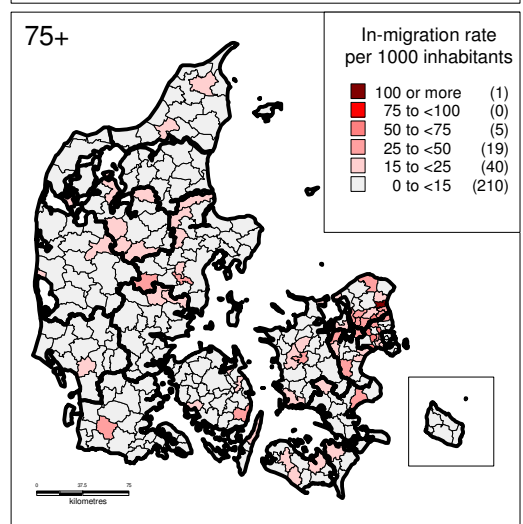 75+
In-migration rate
per 1000 inhabitants
100 or more (1)
75 to <100 (0)
50 to <75 (5)
25 to <50 (19)
15 to <25 (40)
0 to <15 (210)
0 37.5 75
kilometres